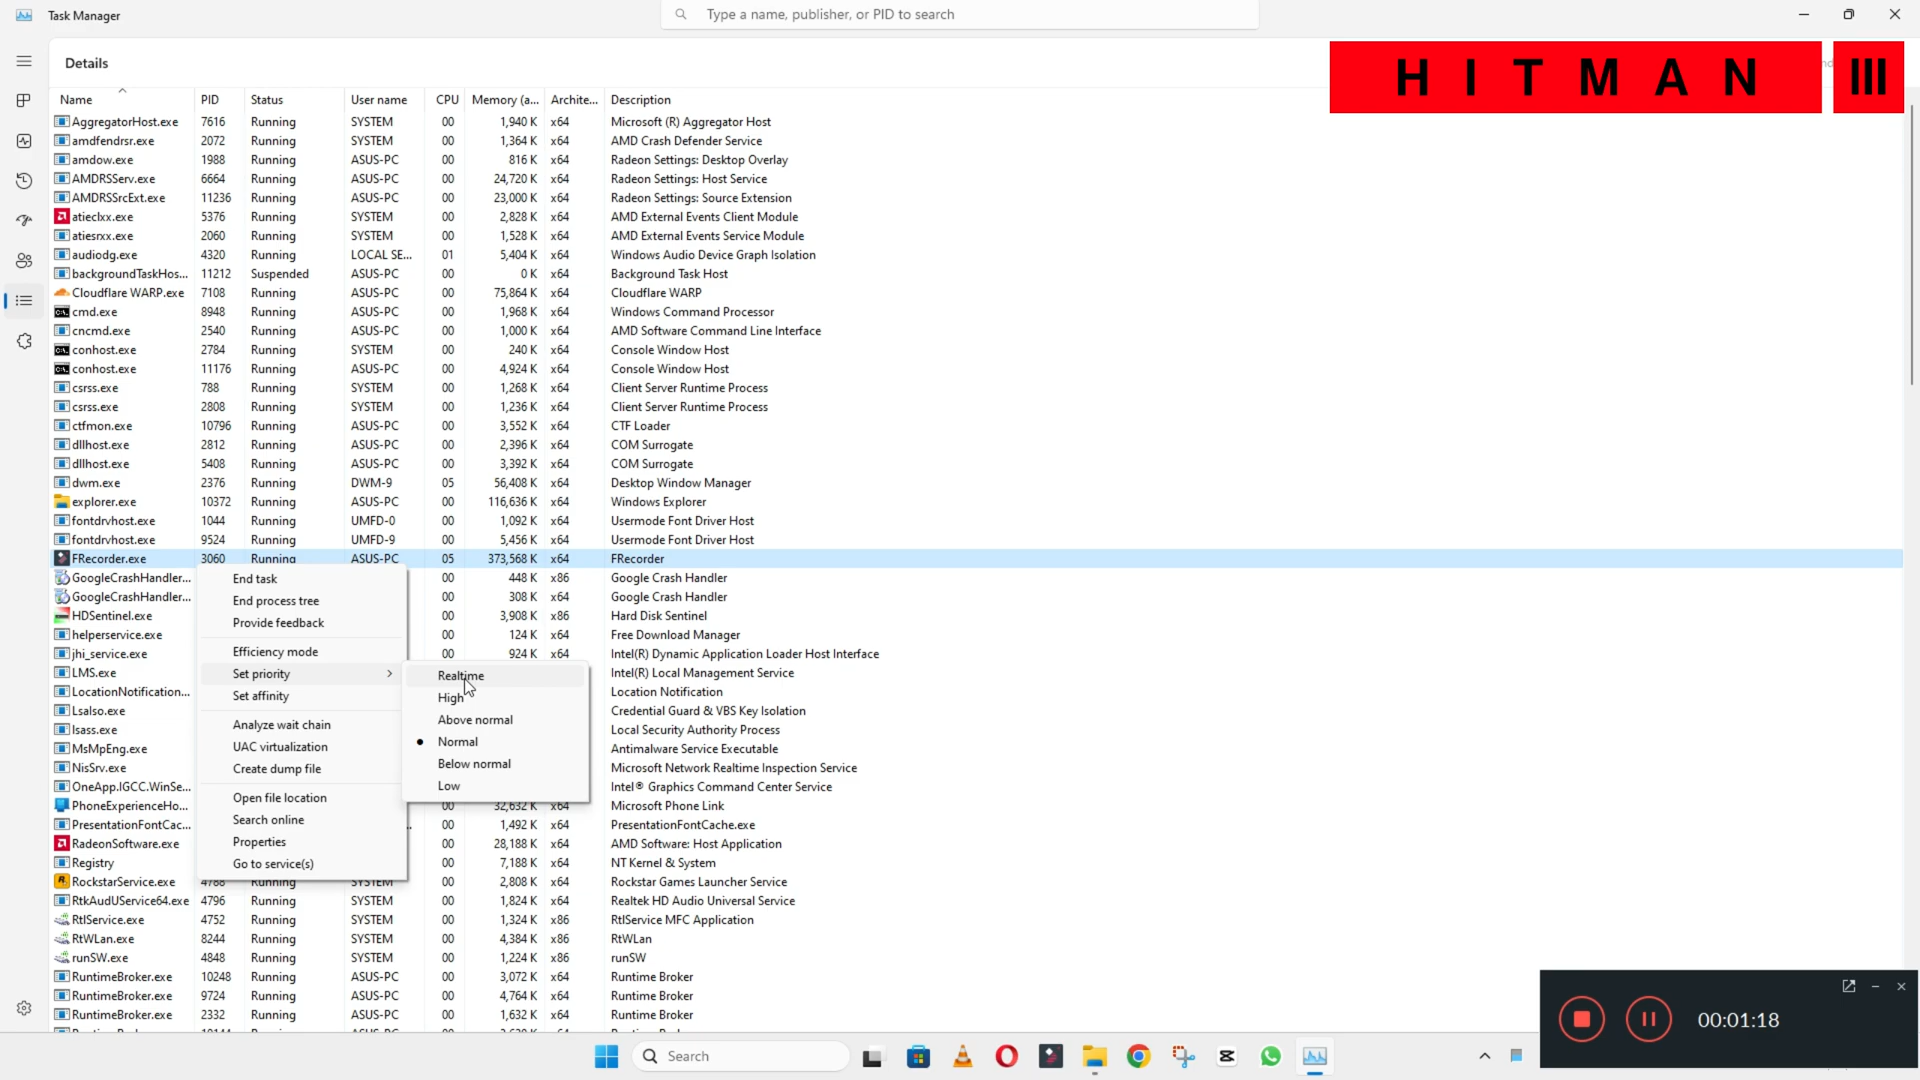 Task Manager
Type a name, publisher, or PID to search
Details
H I T M A N III
Name PID Status User name CPU Memory (a... Archite... Description
AggregatorHost.exe 7616 Running SYSTEM 00 1,940 K x64 Microsoft (R) Aggregator Host
amdfendrsr.exe 2072 Running SYSTEM 00 1,364 K x64 AMD Crash Defender Service
amdow.exe 1988 Running ASUS-PC 00 816 K x64 Radeon Settings: Desktop Overlay
AMDRSServ.exe 6664 Running ASUS-PC 00 24,720 K x64 Radeon Settings: Host Service
AMDRSSrcExt.exe 11236 Running ASUS-PC 00 23,000 K x64 Radeon Settings: Source Extension
atieclxx.exe 5376 Running SYSTEM 00 2,828 K x64 AMD External Events Client Module
atiesrxx.exe 2060 Running SYSTEM 00 1,528 K x64 AMD External Events Service Module
audiodg.exe 4320 Running LOCAL SE... 01 5,404 K x64 Windows Audio Device Graph Isolation
backgroundTaskHos... 11212 Suspended ASUS-PC 00 0 K x64 Background Task Host
Cloudflare WARP.exe 7108 Running ASUS-PC 00 75,864 K x64 Cloudflare WARP
cmd.exe 8948 Running ASUS-PC 00 1,968 K x64 Windows Command Processor
cncmd.exe 2540 Running ASUS-PC 00 1,000 K x64 AMD Software Command Line Interface
conhost.exe 2784 Running SYSTEM 00 240 K x64 Console Window Host
conhost.exe 11176 Running ASUS-PC 00 4,924 K x64 Console Window Host
csrss.exe 788 Running SYSTEM 00 1,268 K x64 Client Server Runtime Process
csrss.exe 2808 Running SYSTEM 00 1,236 K x64 Client Server Runtime Process
ctfmon.exe 10796 Running ASUS-PC 00 3,552 K x64 CTF Loader
dllhost.exe 2812 Running ASUS-PC 00 2,396 K x64 COM Surrogate
dllhost.exe 5408 Running ASUS-PC 00 3,392 K x64 COM Surrogate
dwm.exe 2376 Running DWM-9 05 56,408 K x64 Desktop Window Manager
explorer.exe 10372 Running ASUS-PC 00 116,636 K x64 Windows Explorer
fontdrvhost.exe 1044 Running UMFD-0 00 1,092 K x64 Usermode Font Driver Host
fontdrvhost.exe 9524 Running UMFD-9 00 5,456 K x64 Usermode Font Driver Host
FRecorder.exe 3060 Running ASUS-PC 05 373,568 K x64 FRecorder
GoogleCrashHandler... 00 448 K x86 Google Crash Handler
GoogleCrashHandler... 00 308 K x64 Google Crash Handler
HDSentinel.exe 00 3,908 K x86 Hard Disk Sentinel
helperservice.exe 00 124 K x64 Free Download Manager
jhi_service.exe 00 924 K x64 Intel(R) Dynamic Application Loader Host Interface
LMS.exe Intel(R) Local Management Service
LocationNotification... Location Notification
Lsalso.exe Credential Guard & VBS Key Isolation
lsass.exe Local Security Authority Process
MsMpEng.exe Antimalware Service Executable
NisSrv.exe Microsoft Network Realtime Inspection Service
OneApp.IGCC.WinSe... Intel® Graphics Command Center Service
PhoneExperienceHo... 00 32,632 K x64 Microsoft Phone Link
PresentationFontCac... 00 1,492 K x64 PresentationFontCache.exe
RadeonSoftware.exe 00 28,188 K x64 AMD Software: Host Application
Registry 00 7,188 K x64 NT Kernel & System
RockstarService.exe 4788 Running SYSTEM 00 2,808 K x64 Rockstar Games Launcher Service
RtkAudUService64.exe 4796 Running SYSTEM 00 1,824 K x64 Realtek HD Audio Universal Service
RtlService.exe 4752 Running SYSTEM 00 1,324 K x86 RtlService MFC Application
RtWLan.exe 8244 Running SYSTEM 00 4,384 K x86 RtWLan
runSW.exe 4848 Running SYSTEM 00 1,224 K x86 runSW
RuntimeBroker.exe 10248 Running ASUS-PC 00 3,072 K x64 Runtime Broker
RuntimeBroker.exe 9724 Running ASUS-PC 00 4,764 K x64 Runtime Broker
RuntimeBroker.exe 2332 Running ASUS-PC 00 1,632 K x64 Runtime Broker
End task
End process tree
Provide feedback
Efficiency mode
Set priority
Set affinity
Analyze wait chain
UAC virtualization
Create dump file
Open file location
Search online
Properties
Go to service(s)
Realtime
High
Above normal
Normal
Below normal
Low
00:01:18
Search